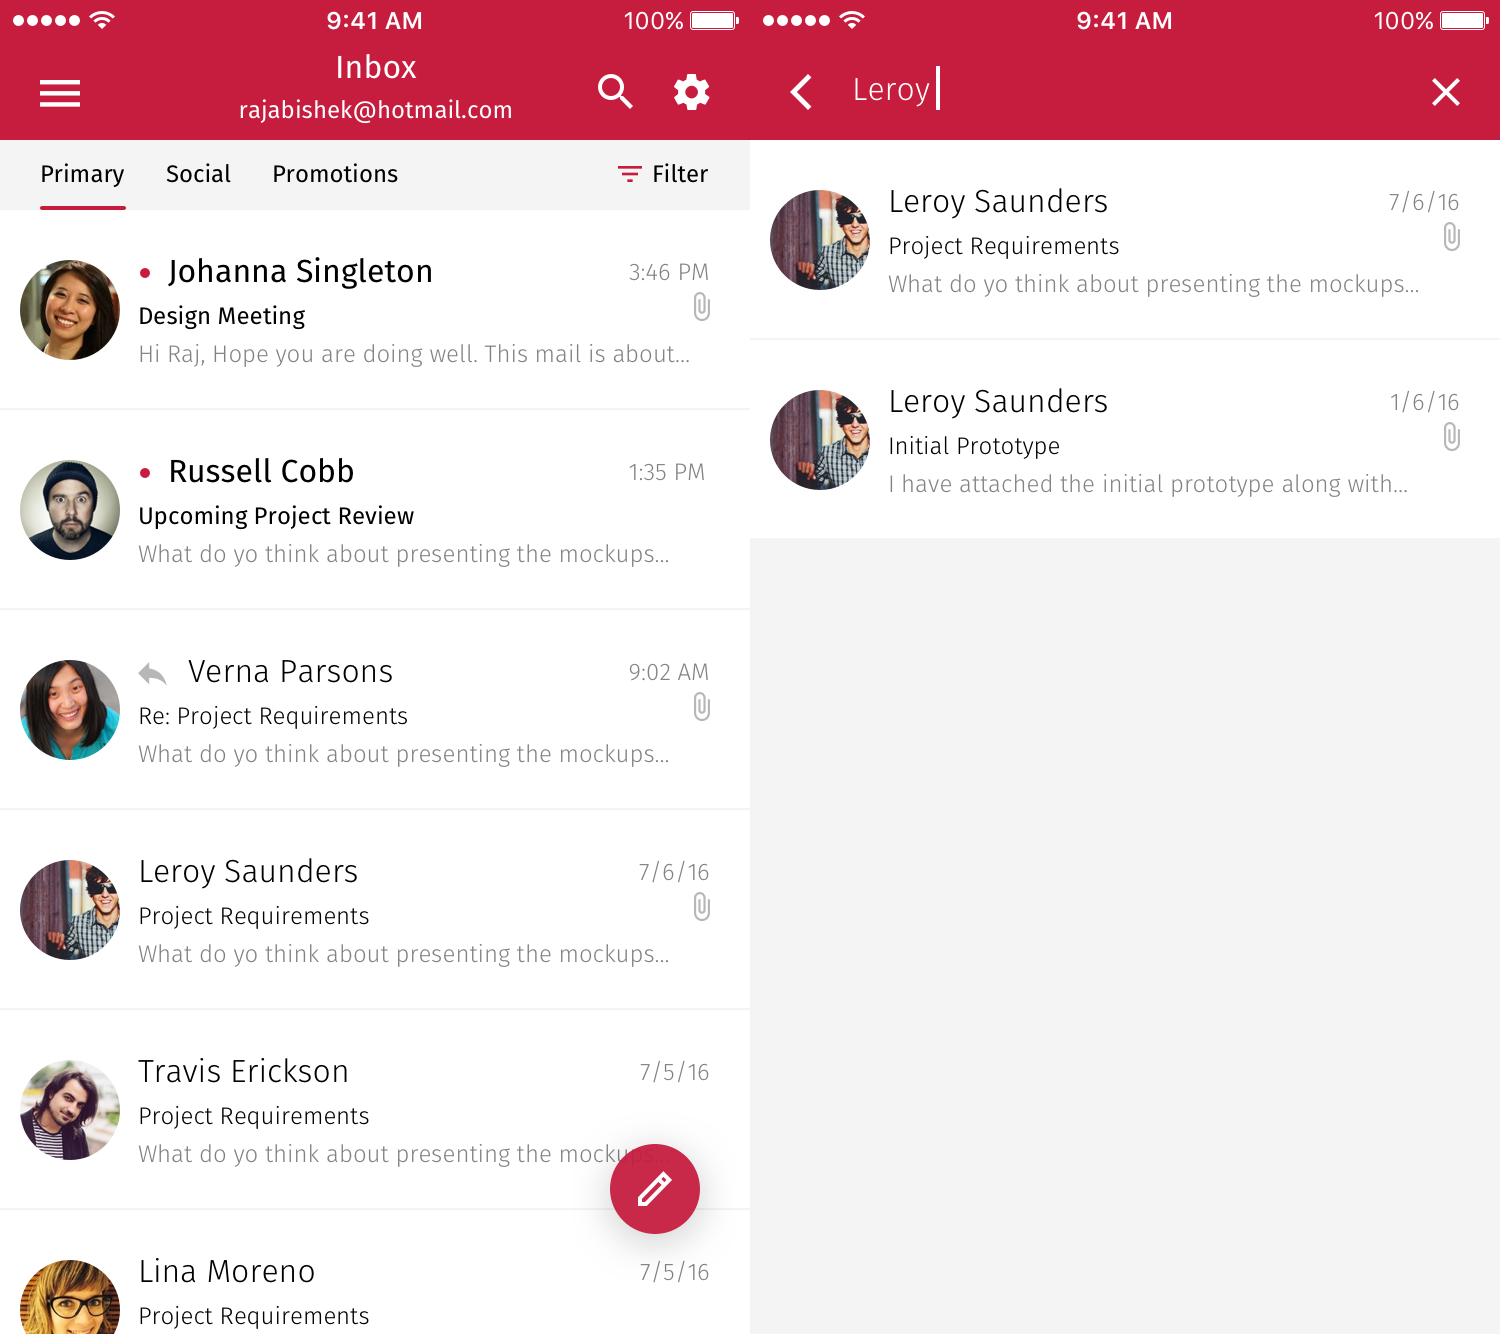 9:41 AM
100%
Inbox
rajabishek@hotmail.com
Primary Social Promotions Filter
Johanna Singleton 3:46 PM
Design Meeting
Hi Raj, Hope you are doing well. This mail is about...
Russell Cobb 1:35 PM
Upcoming Project Review
What do yo think about presenting the mockups...
Verna Parsons 9:02 AM
Re: Project Requirements
What do yo think about presenting the mockups...
Leroy Saunders 7/6/16
Project Requirements
What do yo think about presenting the mockups...
Travis Erickson 7/5/16
Project Requirements
What do yo think about presenting the mockups...
Lina Moreno 7/5/16
Project Requirements
9:41 AM
100%
Leroy
Leroy Saunders 7/6/16
Project Requirements
What do yo think about presenting the mockups...
Leroy Saunders 1/6/16
Initial Prototype
I have attached the initial prototype along with...